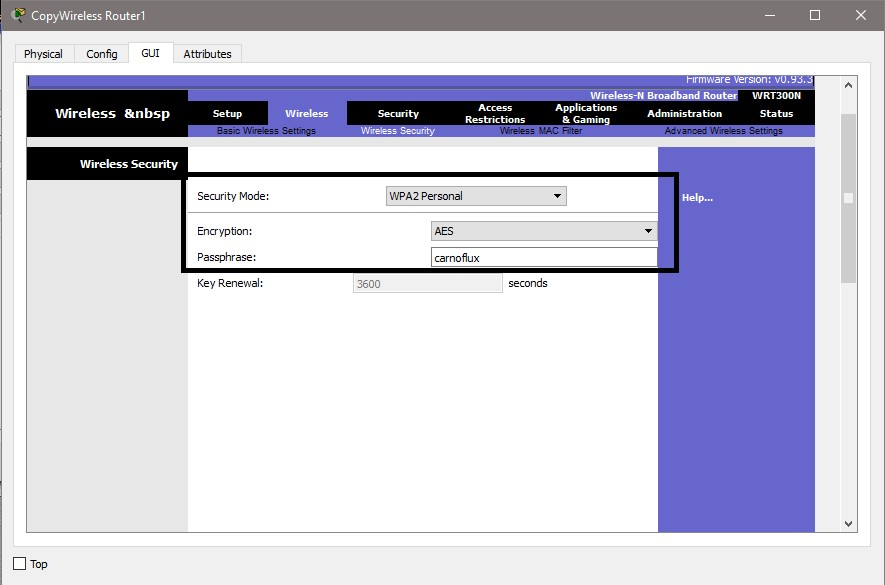 CopyWireless Router1
Physical Config GUI Attributes
Firmware Version: v0.93.3
Wireless-N Broadband Router WRT300N
Wireless &nbsp
Setup Wireless Security Access Restrictions Applications & Gaming Administration Status
Basic Wireless Settings Wireless Security Wireless MAC Filter Advanced Wireless Settings
Wireless Security
Help...
Security Mode: WPA2 Personal
Encryption: AES
Passphrase: carnoflux
Key Renewal: 3600 seconds
Top